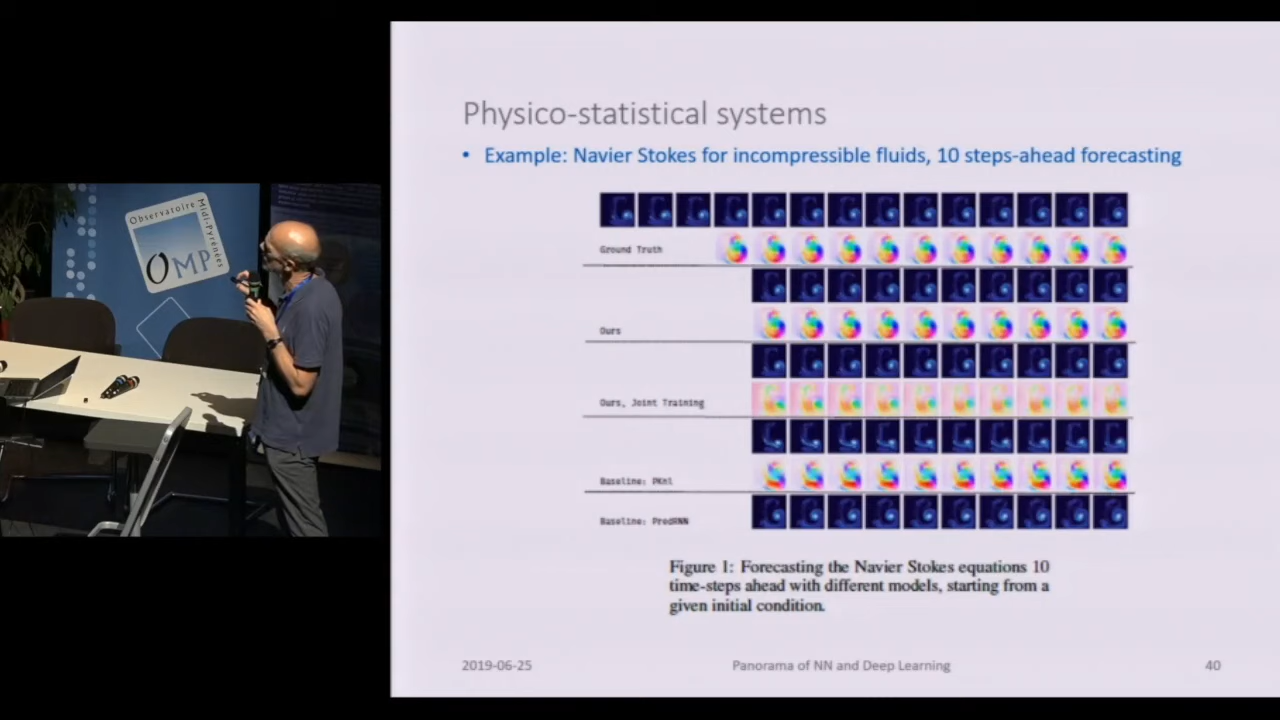 Physico-statistical systems
• Example: Navier Stokes for incompressible fluids, 10 steps-ahead forecasting
Ground Truth
Ours
Ours, Joint Training
Baseline: PKnl
Baseline: PredRNN
Figure 1: Forecasting the Navier Stokes equations 10
time-steps ahead with different models, starting from a
given initial condition.
2019-06-25
Panorama of NN and Deep Learning
40
Observatoire
Midi-Pyrénées
OMP